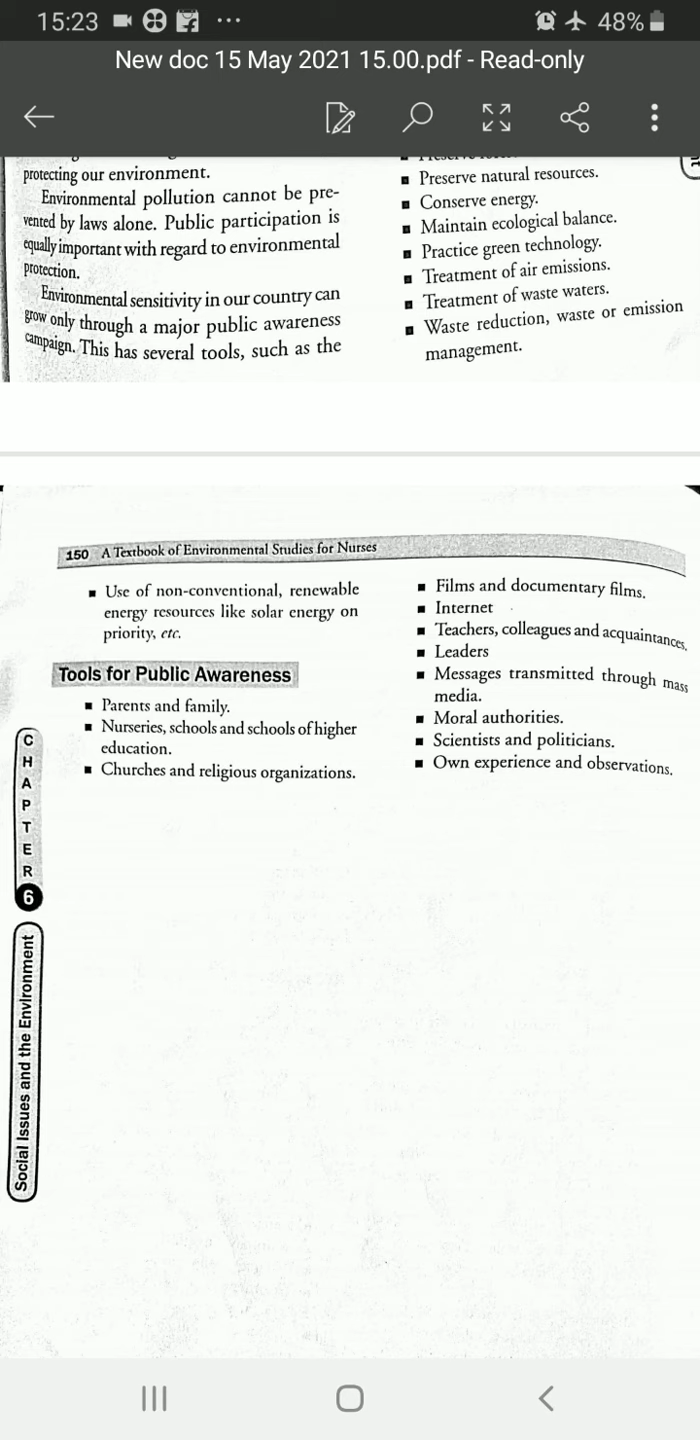 15:23
48%
New doc 15 May 2021 15.00.pdf - Read-only
protecting our environment.
Environmental pollution cannot be pre-
vented by laws alone. Public participation is
equally important with regard to environmental
protection.
Environmental sensitivity in our country can
grow only through a major public awareness
campaign. This has several tools, such as the
▪ Preserve natural resources.
▪ Conserve energy.
▪ Maintain ecological balance.
▪ Practice green technology.
▪ Treatment of air emissions.
▪ Treatment of waste waters.
▪ Waste reduction, waste or emission
management.
150 A Textbook of Environmental Studies for Nurses
▪ Use of non-conventional, renewable
energy resources like solar energy on
priority, etc.
Tools for Public Awareness
▪ Parents and family.
▪ Nurseries, schools and schools of higher
education.
▪ Churches and religious organizations.
▪ Films and documentary films.
▪ Internet
▪ Teachers, colleagues and acquaintances.
▪ Leaders
▪ Messages transmitted through mass
media.
▪ Moral authorities.
▪ Scientists and politicians.
▪ Own experience and observations.
CHAPTER
6
Social Issues and the Environment